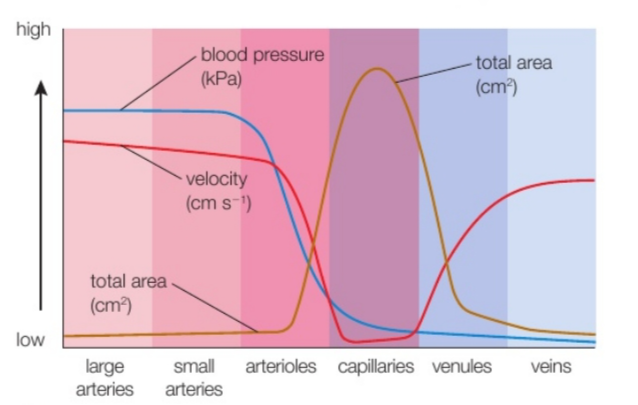 high
blood pressure
(kPa)
total area
(cm²)
velocity
(cm s⁻¹)
total area
(cm²)
low
large
arteries
small
arteries
arterioles
capillaries
venules
veins